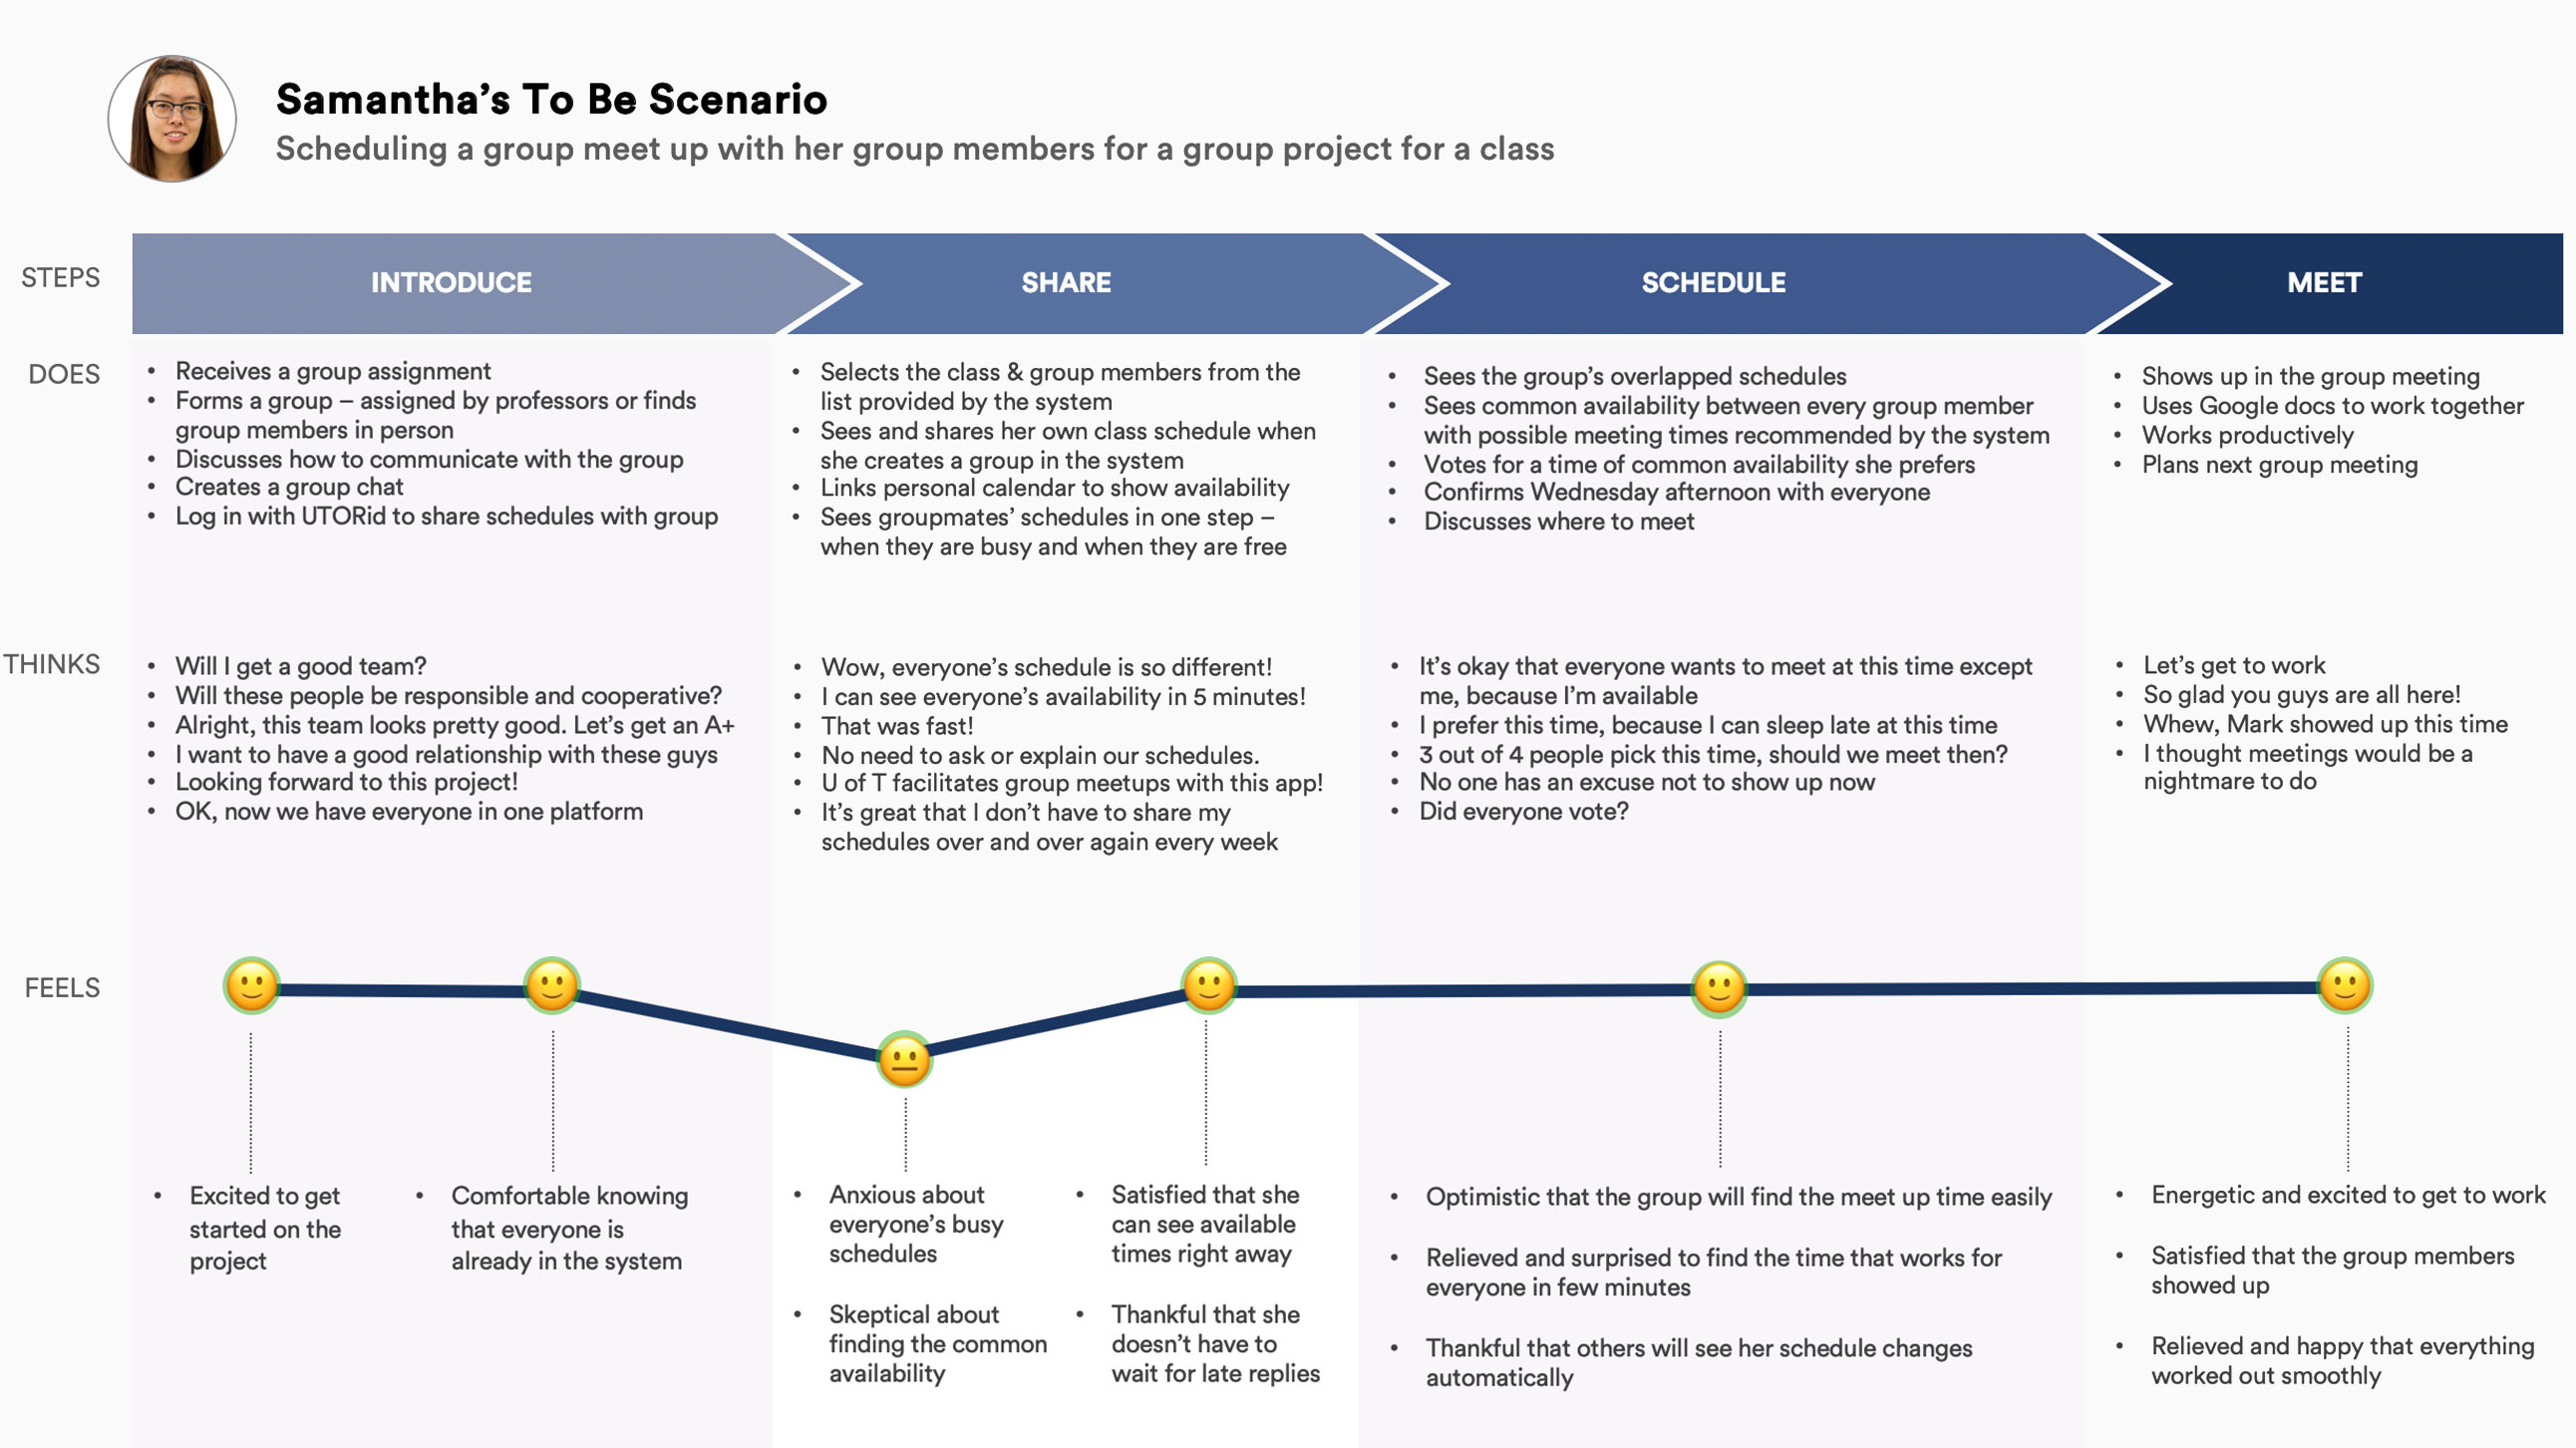 Samantha's To Be Scenario
Scheduling a group meet up with her group members for a group project for a class
STEPS
INTRODUCE
SHARE
SCHEDULE
MEET
DOES
• Receives a group assignment
• Forms a group – assigned by professors or finds
group members in person
• Discusses how to communicate with the group
• Creates a group chat
• Log in with UTORid to share schedules with group
• Selects the class & group members from the
list provided by the system
• Sees and shares her own class schedule when
she creates a group in the system
• Links personal calendar to show availability
• Sees groupmates' schedules in one step –
when they are busy and when they are free
• Sees the group's overlapped schedules
• Sees common availability between every group member
with possible meeting times recommended by the system
• Votes for a time of common availability she prefers
• Confirms Wednesday afternoon with everyone
• Discusses where to meet
• Shows up in the group meeting
• Uses Google docs to work together
• Works productively
• Plans next group meeting
THINKS
• Will I get a good team?
• Will these people be responsible and cooperative?
• Alright, this team looks pretty good. Let's get an A+
• I want to have a good relationship with these guys
• Looking forward to this project!
• OK, now we have everyone in one platform
• Wow, everyone's schedule is so different!
• I can see everyone's availability in 5 minutes!
• That was fast!
• No need to ask or explain our schedules.
• U of T facilitates group meetups with this app!
• It's great that I don't have to share my
schedules over and over again every week
• It's okay that everyone wants to meet at this time except
me, because I'm available
• I prefer this time, because I can sleep late at this time
• 3 out of 4 people pick this time, should we meet then?
• No one has an excuse not to show up now
• Did everyone vote?
• Let's get to work
• So glad you guys are all here!
• Whew, Mark showed up this time
• I thought meetings would be a
nightmare to do
FEELS
• Excited to get
started on the
project
• Comfortable knowing
that everyone is
already in the system
• Anxious about
everyone's busy
schedules
• Skeptical about
finding the common
availability
• Satisfied that she
can see available
times right away
• Thankful that she
doesn't have to
wait for late replies
• Optimistic that the group will find the meet up time easily
• Relieved and surprised to find the time that works for
everyone in few minutes
• Thankful that others will see her schedule changes
automatically
• Energetic and excited to get to work
• Satisfied that the group members
showed up
• Relieved and happy that everything
worked out smoothly